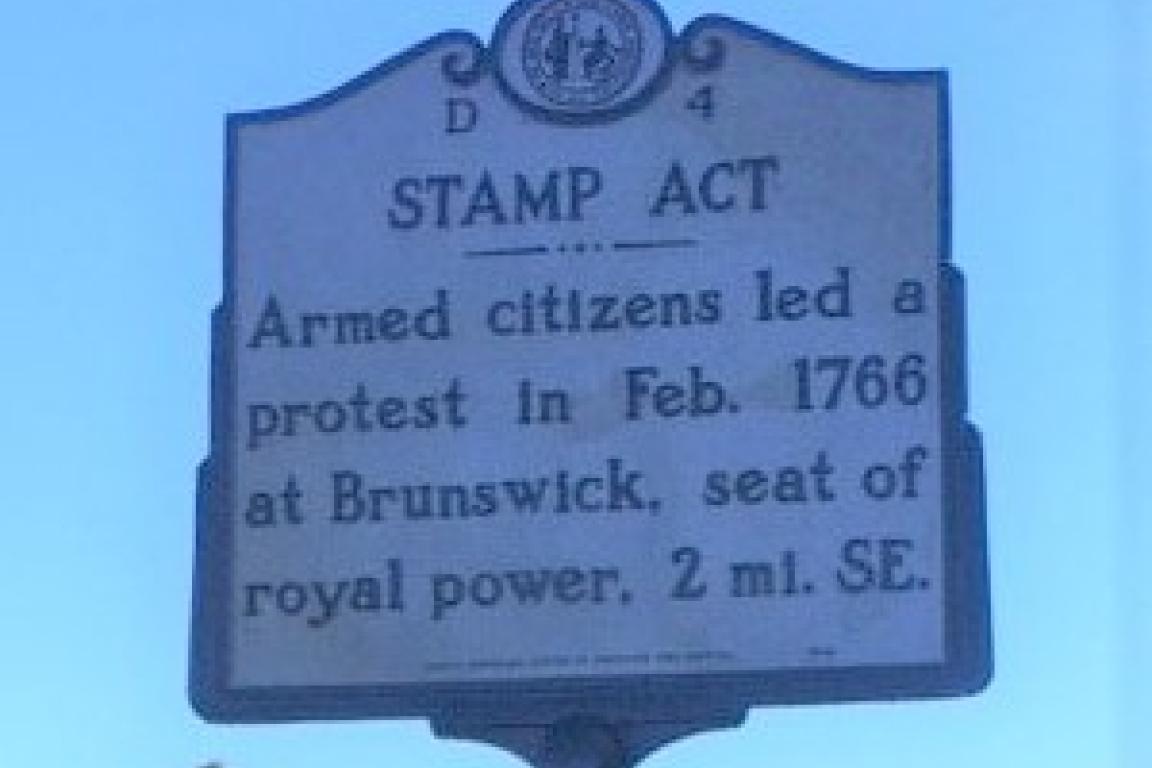 D 4
STAMP ACT
Armed citizens led a
protest in Feb. 1766
at Brunswick, seat of
royal power. 2 mi. SE.